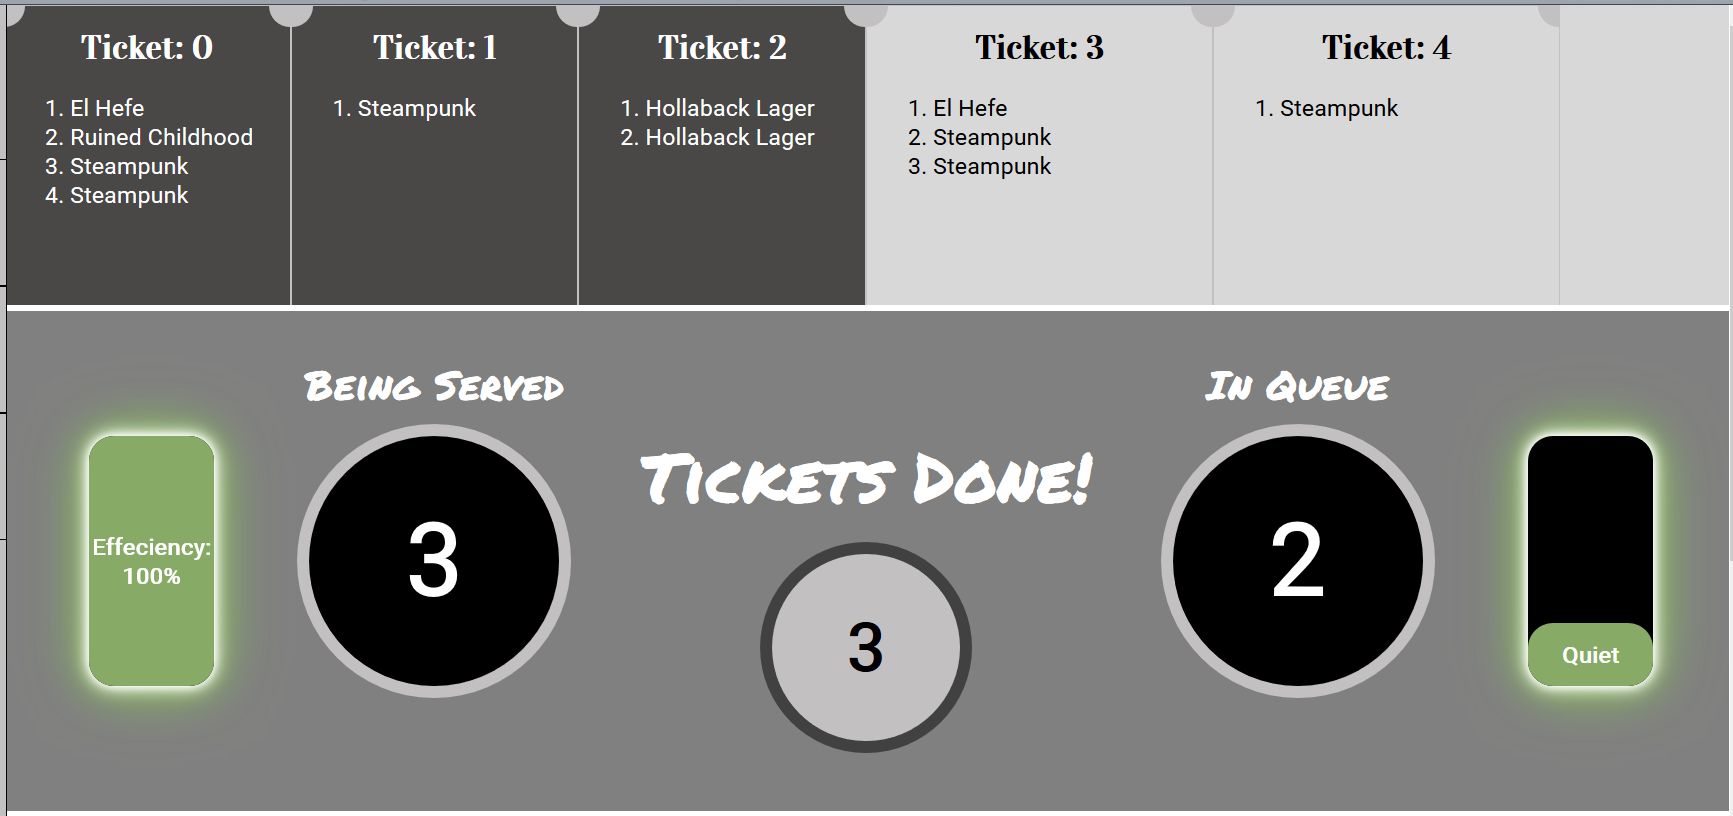 Ticket: 0
1. El Hefe
2. Ruined Childhood
3. Steampunk
4. Steampunk
Ticket: 1
1. Steampunk
Ticket: 2
1. Hollaback Lager
2. Hollaback Lager
Ticket: 3
1. El Hefe
2. Steampunk
3. Steampunk
Ticket: 4
1. Steampunk
Effeciency:
100%
Being Served
3
Tickets Done!
3
In Queue
2
Quiet